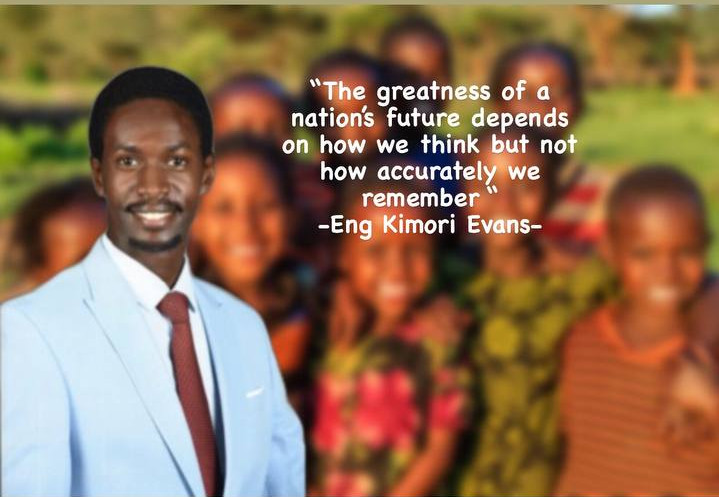 “The greatness of a
nation's future depends
on how we think but not
how accurately we
remember “
-Eng Kimori Evans-